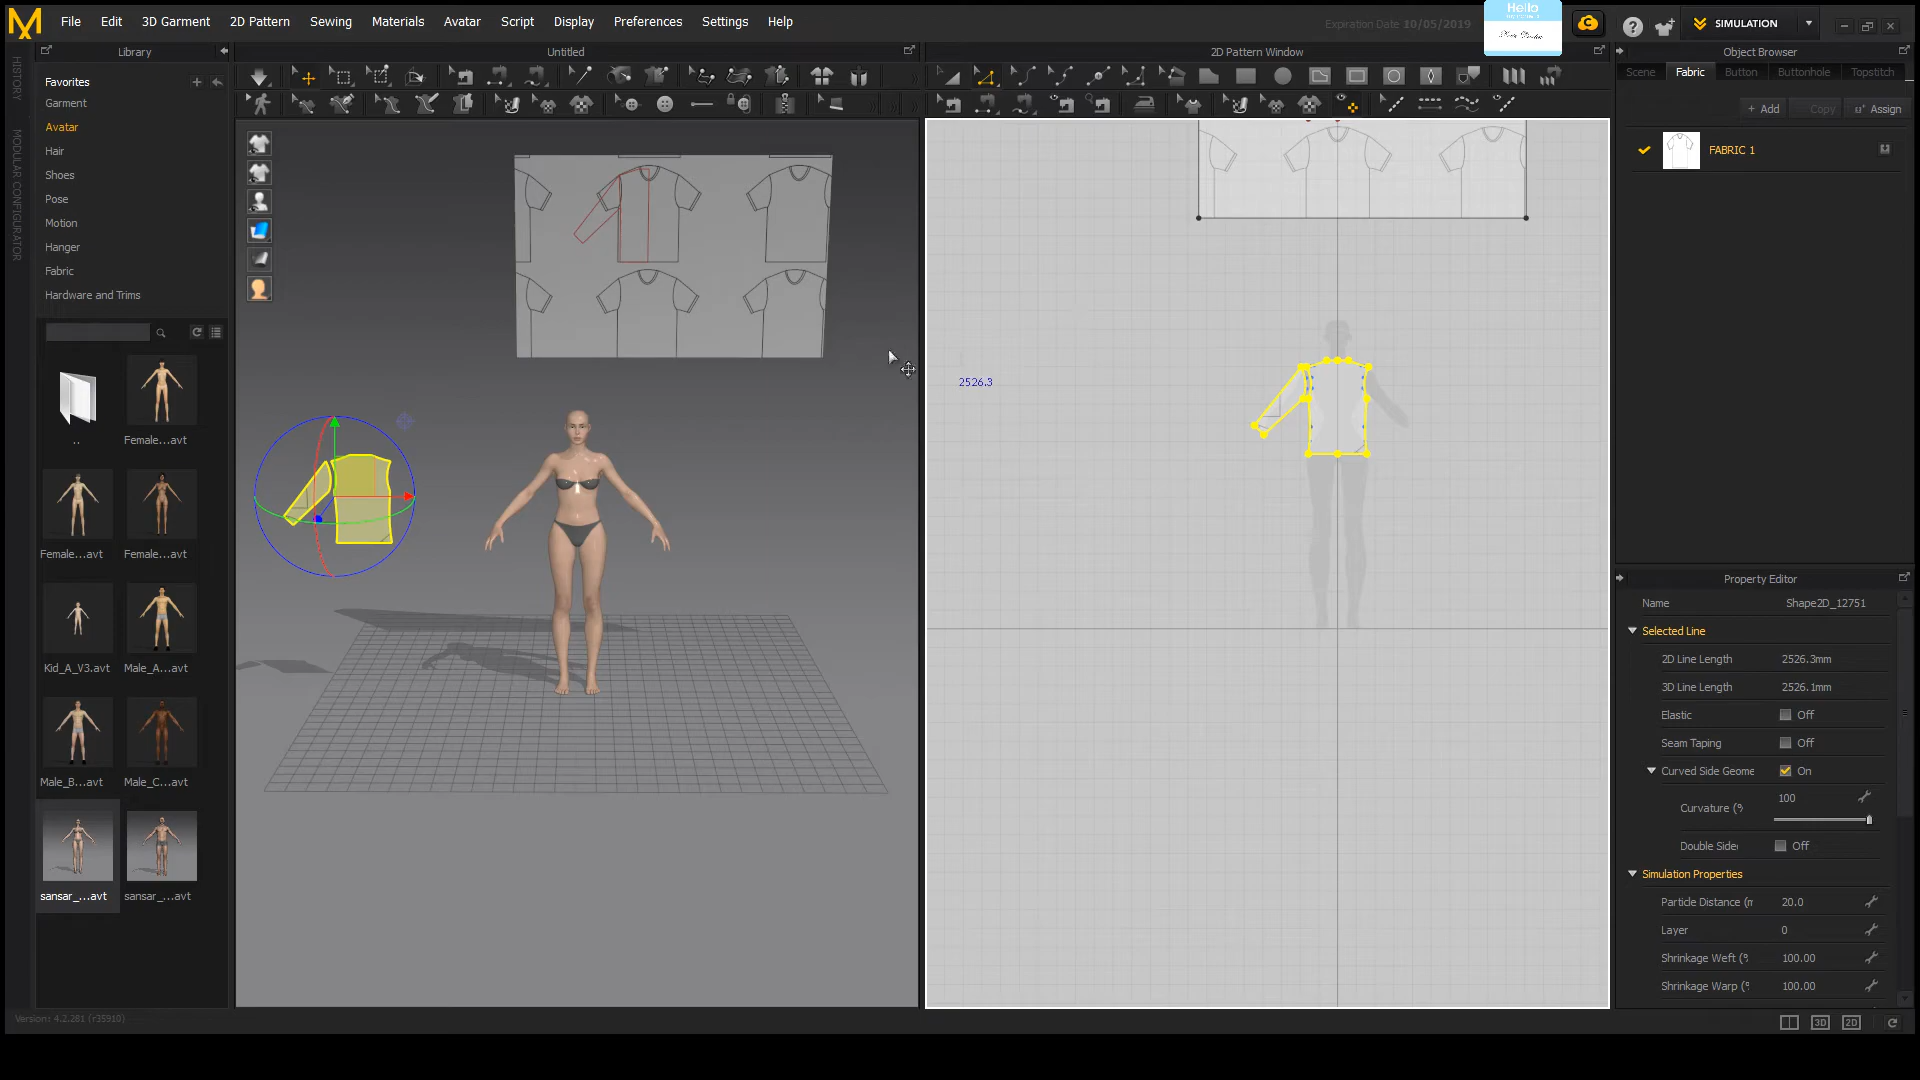 File Edit 3D Garment 2D Pattern Sewing Materials Avatar Script Display Preferences Settings Help
Expiration Date 10/05/2019
Hello
SIMULATION
Library
Untitled
2D Pattern Window
Object Browser
HISTORY
MODULAR CONFIGURATOR
Favorites
Garment
Avatar
Hair
Shoes
Pose
Motion
Hanger
Fabric
Hardware and Trims
..
Female...avt
Female...avt
Female...avt
Kid_A_V3.avt
Male_A...avt
Male_B...avt
Male_C...avt
sansar_...avt
sansar_...avt
Version: 4.2.281 (r35910)
2526.3
Scene Fabric Button Buttonhole Topstitch
+ Add Copy Assign
FABRIC 1
Property Editor
Name Shape2D_12751
Selected Line
2D Line Length 2526.3mm
3D Line Length 2526.1mm
Elastic Off
Seam Taping Off
Curved Side Geome On
Curvature (% 100
Double Side Off
Simulation Properties
Particle Distance (m 20.0
Layer 0
Shrinkage Weft (% 100.00
Shrinkage Warp (% 100.00
3D 2D